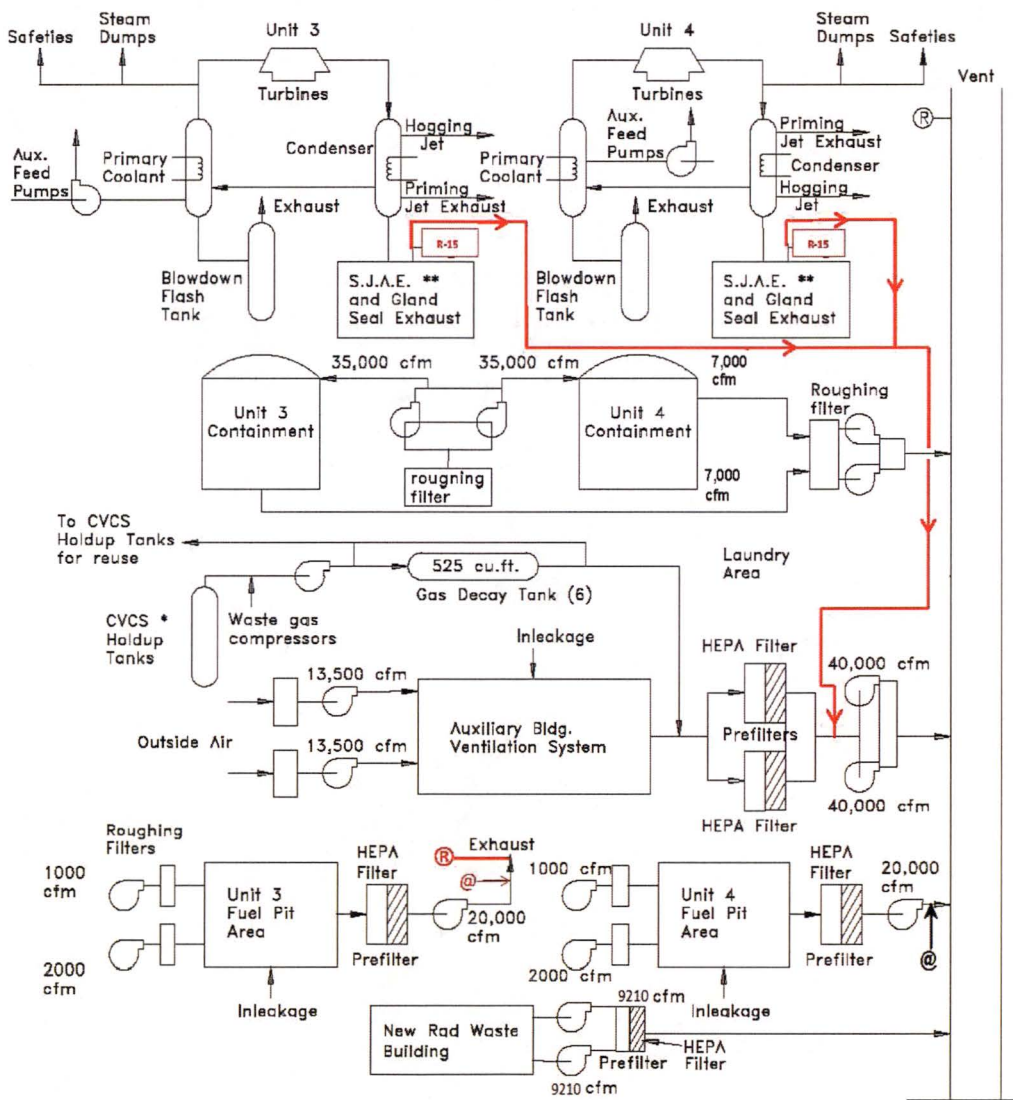 Safeties
Steam
Dumps
Unit 3
Turbines
Unit 4
Turbines
Steam
Dumps
Safeties
Vent
R
Aux.
Feed
Pumps
Primary
Coolant
Condenser
Hogging
Jet
Priming
Jet Exhaust
Exhaust
Blowdown
Flash
Tank
R-15
S.J.A.E. **
and Gland
Seal Exhaust
Aux.
Feed
Pumps
Primary
Coolant
Priming
Jet Exhaust
Condenser
Hogging
Jet
Exhaust
Blowdown
Flash
Tank
R-15
S.J.A.E. **
and Gland
Seal Exhaust
35,000 cfm
35,000 cfm
7,000
cfm
Unit 3
Containment
Unit 4
Containment
Roughing
filter
rougning
filter
7,000
cfm
To CVCS
Holdup Tanks
for reuse
525 cu.ft.
Gas Decay Tank (6)
Laundry
Area
CVCS *
Holdup
Tanks
Waste gas
compressors
Inleakage
HEPA Filter
40,000 cfm
13,500 cfm
Outside Air
13,500 cfm
Auxiliary Bldg.
Ventilation System
Prefilters
HEPA Filter
40,000 cfm
Roughing
Filters
1000
cfm
2000
cfm
Unit 3
Fuel Pit
Area
Inleakage
HEPA
Filter
Prefilter
R
Exhaust
@
20,000
cfm
1000
cfm
2000 cfm
Unit 4
Fuel Pit
Area
Inleakage
HEPA
Filter
Prefilter
20,000
cfm
@
New Rad Waste
Building
9210 cfm
9210 cfm
Prefilter
HEPA
Filter